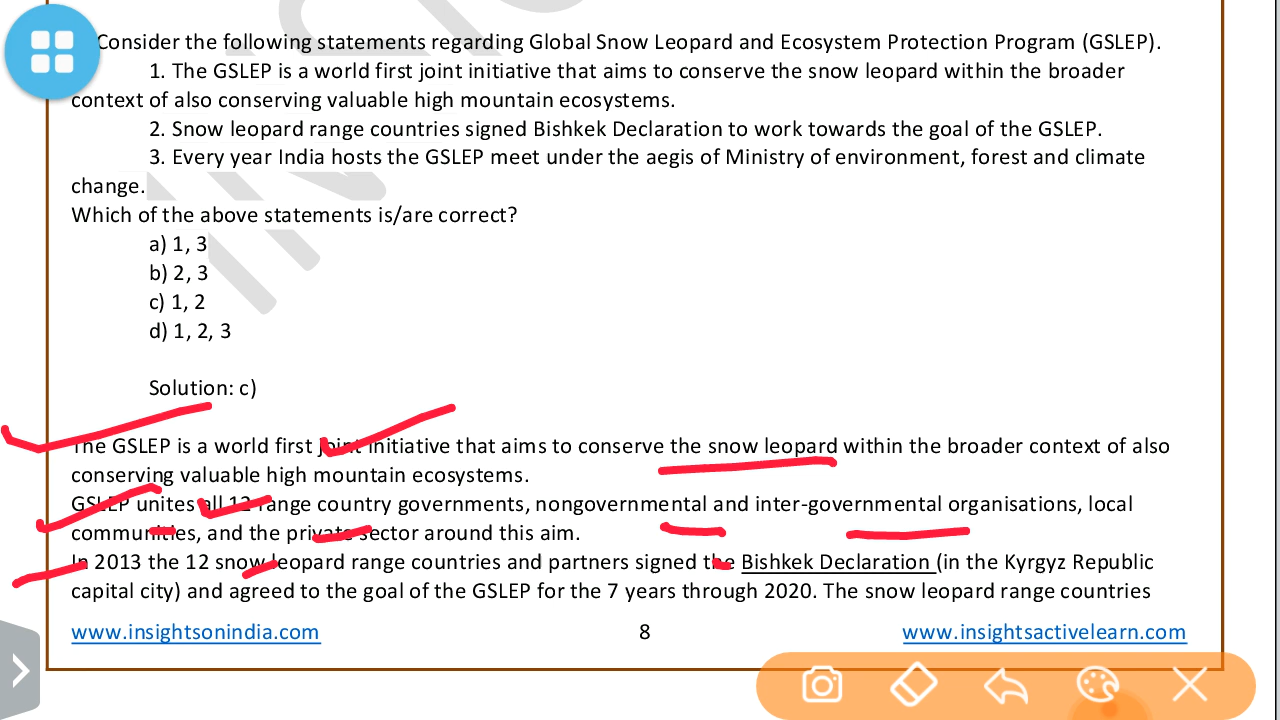 Consider the following statements regarding Global Snow Leopard and Ecosystem Protection Program (GSLEP).
1. The GSLEP is a world first joint initiative that aims to conserve the snow leopard within the broader
context of also conserving valuable high mountain ecosystems.
2. Snow leopard range countries signed Bishkek Declaration to work towards the goal of the GSLEP.
3. Every year India hosts the GSLEP meet under the aegis of Ministry of environment, forest and climate
change.
Which of the above statements is/are correct?
a) 1, 3
b) 2, 3
c) 1, 2
d) 1, 2, 3
Solution: c)
The GSLEP is a world first joint initiative that aims to conserve the snow leopard within the broader context of also
conserving valuable high mountain ecosystems.
GSLEP unites all 12 range country governments, nongovernmental and inter-governmental organisations, local
communities, and the private sector around this aim.
In 2013 the 12 snow leopard range countries and partners signed the Bishkek Declaration (in the Kyrgyz Republic
capital city) and agreed to the goal of the GSLEP for the 7 years through 2020. The snow leopard range countries
www.insightsonindia.com 8 www.insightsactivelearn.com